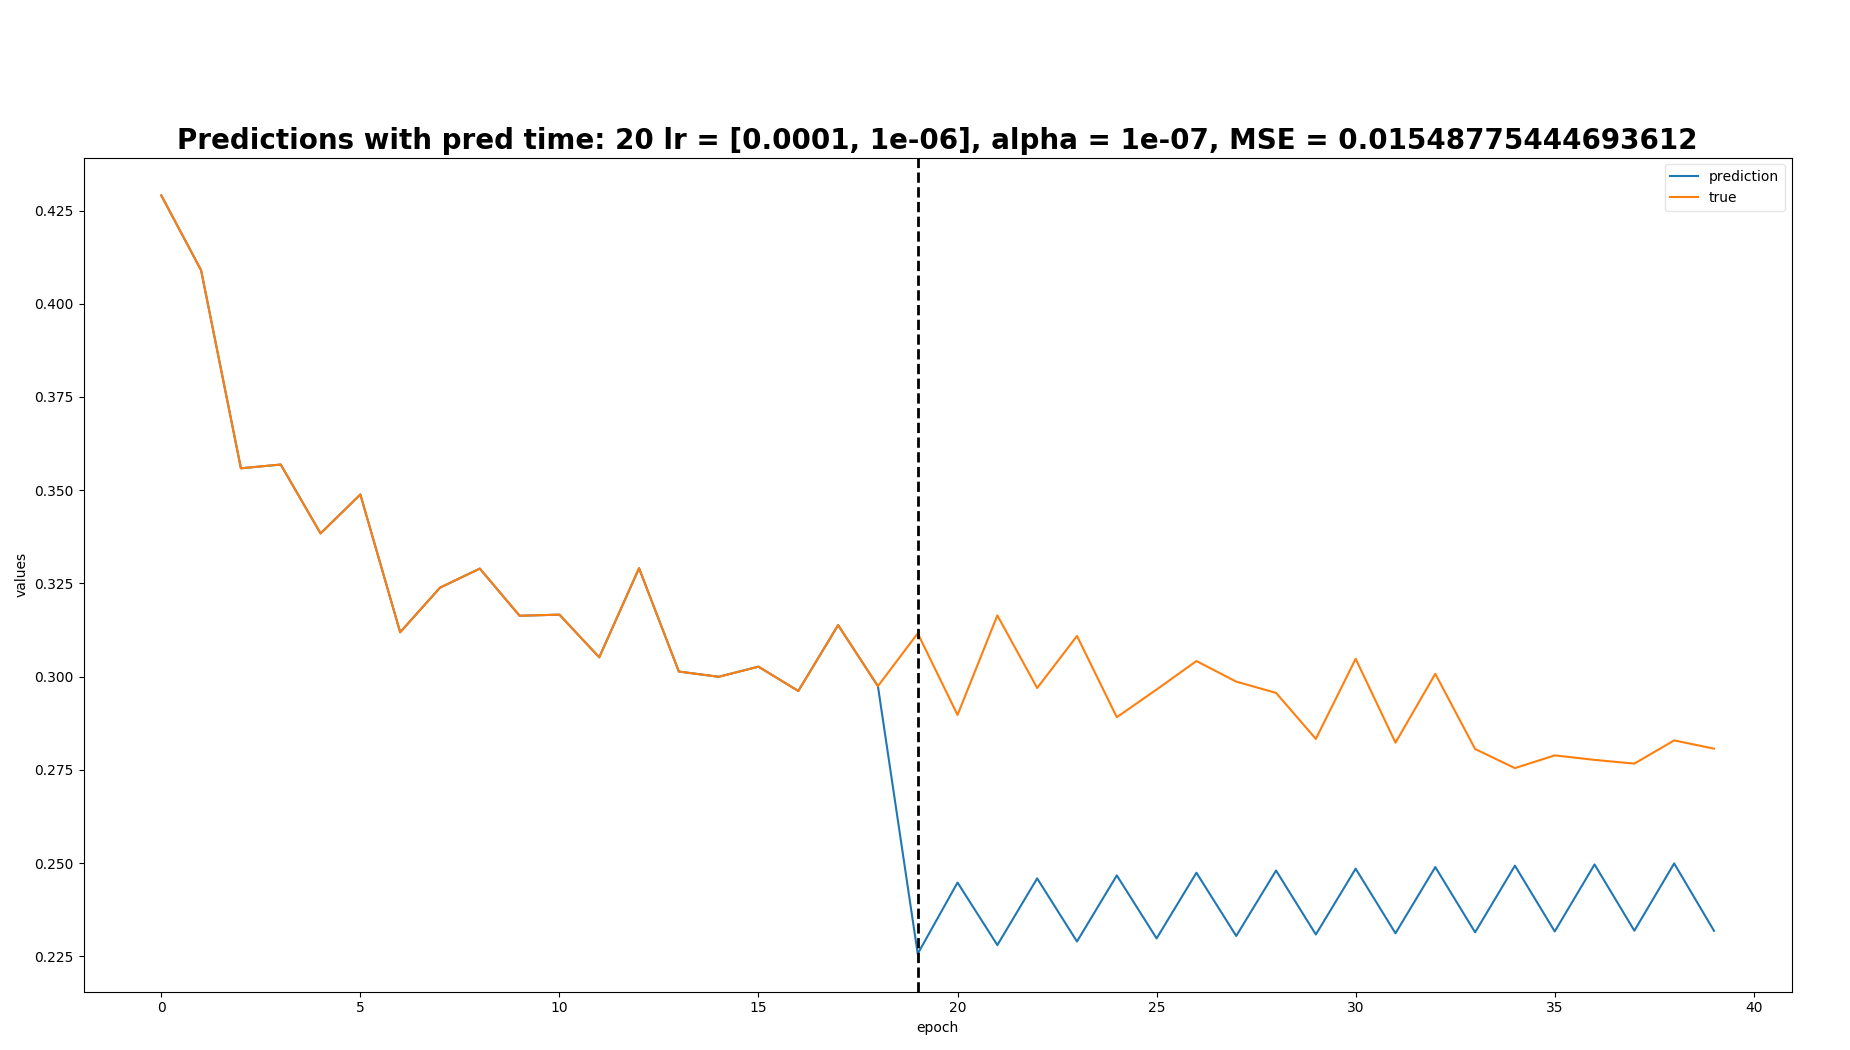 Predictions with pred time: 20 lr = [0.0001, 1e-06], alpha = 1e-07, MSE = 0.01548775444693612
prediction
true
0.425
0.400
0.375
0.350
0.325
0.300
0.275
0.250
0.225
values
0 5 10 15 20 25 30 35 40
epoch